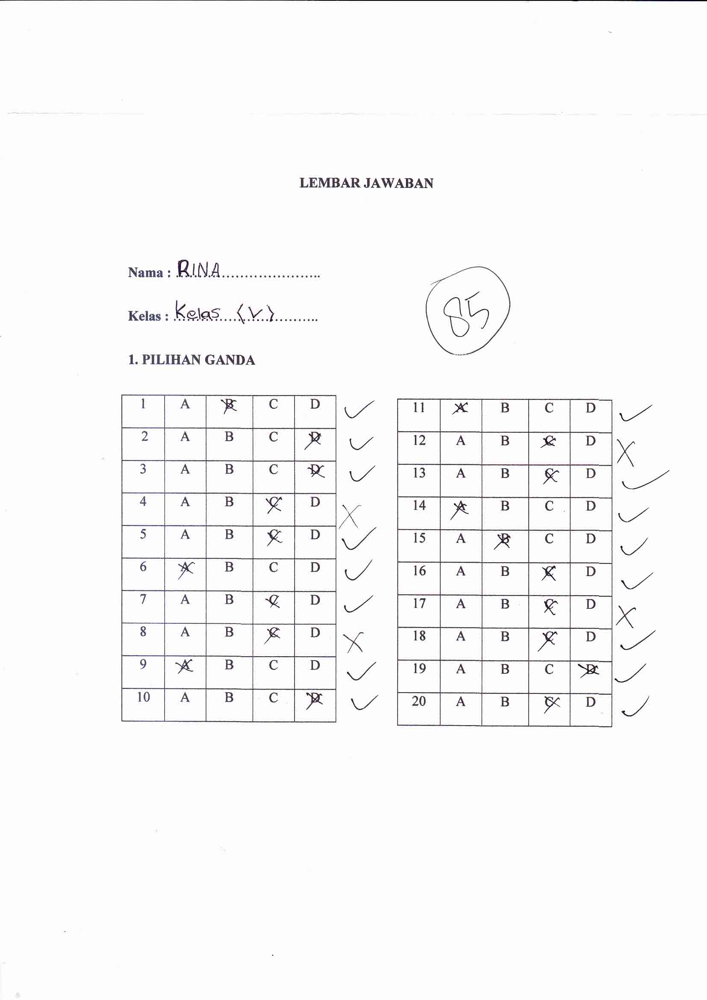 LEMBAR JAWABAN
Nama : RINA
Kelas : Kelas (V)
85
1. PILIHAN GANDA
1 A B C D ✓
2 A B C D ✓
3 A B C D ✓
4 A B C D X
5 A B C D ✓
6 A B C D ✓
7 A B C D ✓
8 A B C D X
9 A B C D ✓
10 A B C D ✓
11 A B C D ✓
12 A B C D X
13 A B C D ✓
14 A B C D ✓
15 A B C D ✓
16 A B C D ✓
17 A B C D X
18 A B C D ✓
19 A B C D ✓
20 A B C D ✓